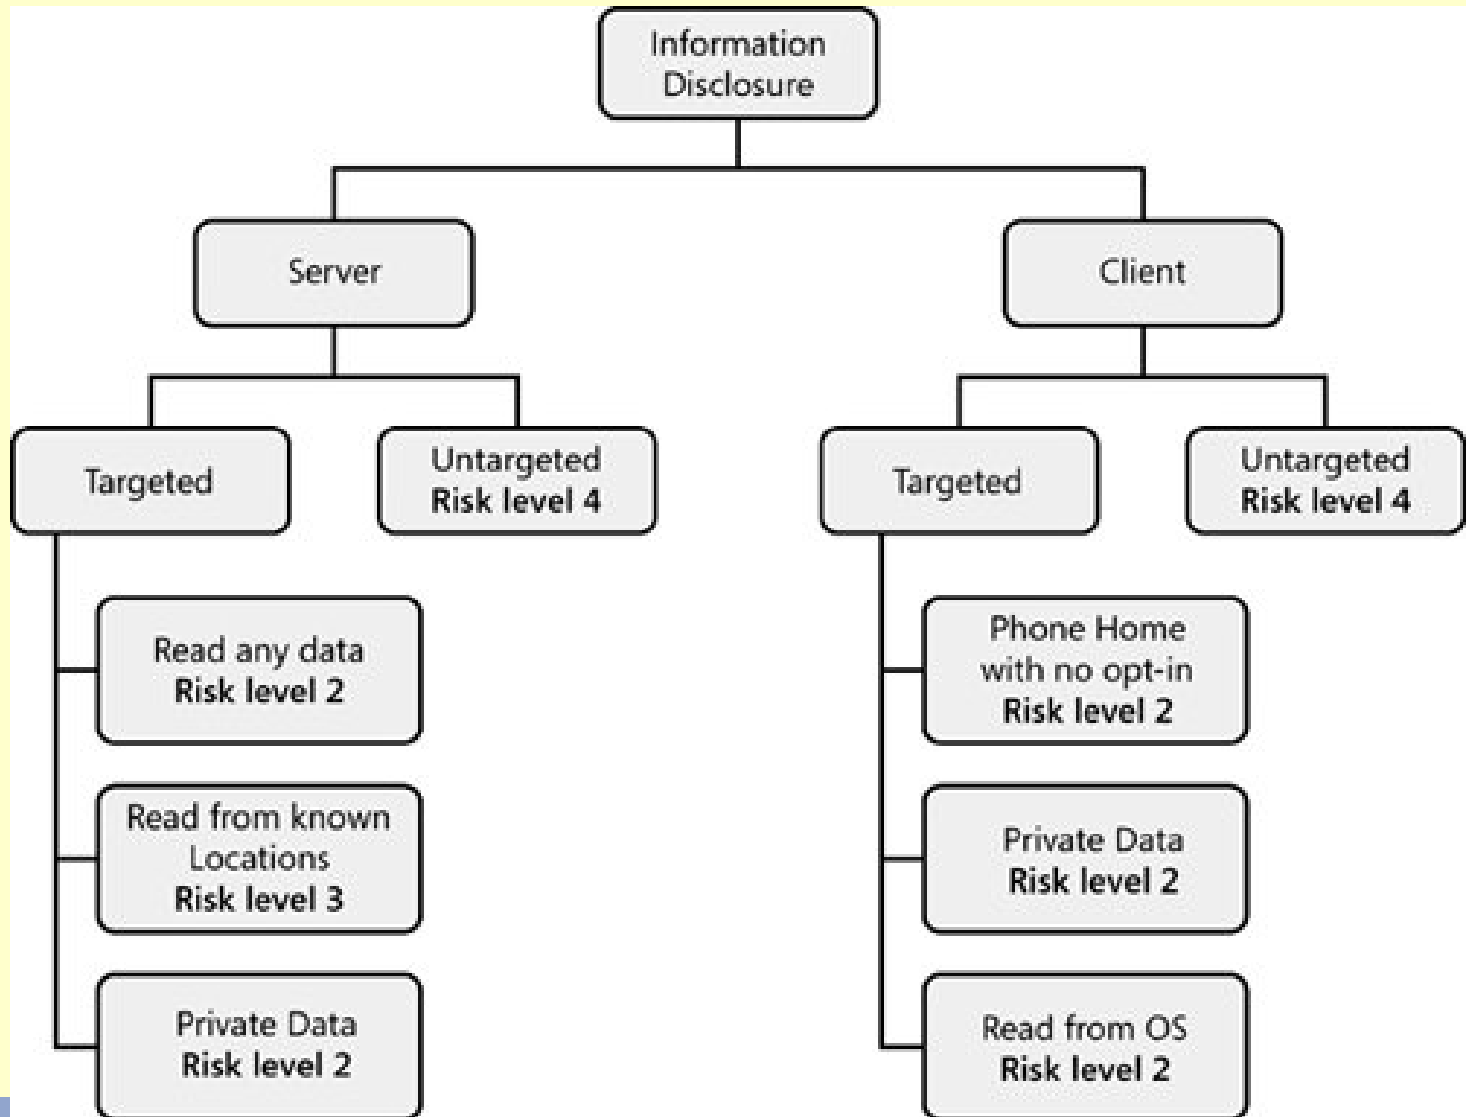 Information
Disclosure
Server
Client
Targeted
Untargeted
Risk level 4
Targeted
Untargeted
Risk level 4
Read any data
Risk level 2
Read from known
Locations
Risk level 3
Private Data
Risk level 2
Phone Home
with no opt-in
Risk level 2
Private Data
Risk level 2
Read from OS
Risk level 2